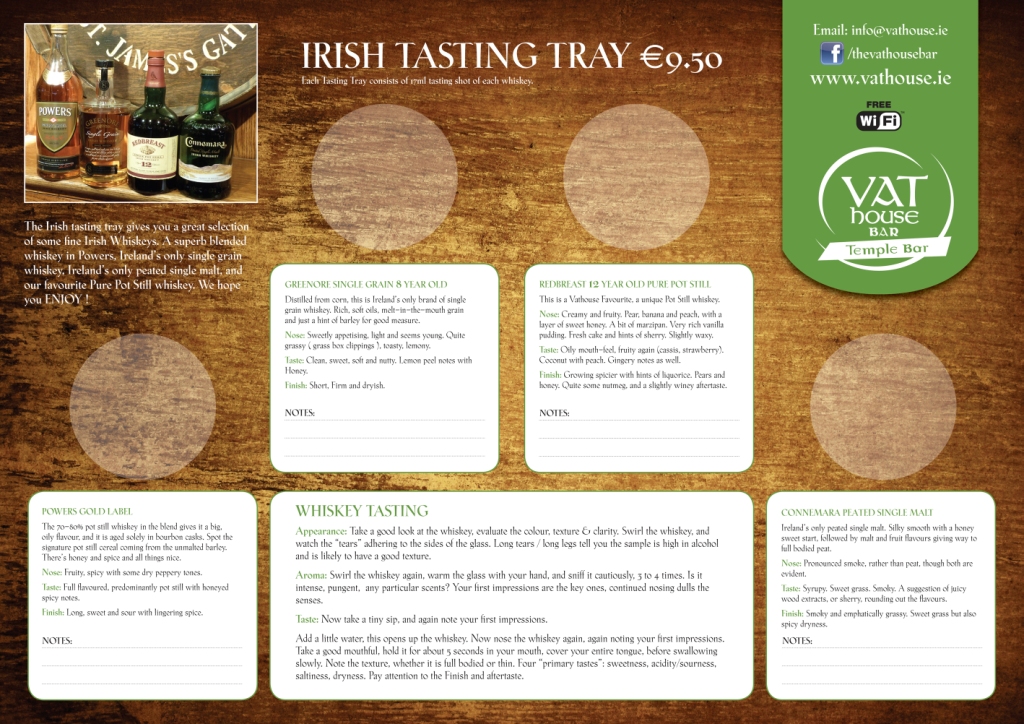 ST. JAMES'S GATE
POWERS
GREENORE
Single Grain
REDBREAST
12
Connemara
IRISH WHISKEY
IRISH TASTING TRAY €9.50
Each Tasting Tray consists of 17ml tasting shot of each whiskey.
Email: info@vathouse.ie
f /thevathousebar
www.vathouse.ie
FREE
WiFi
VAT
HOUSE
BAR
Temple Bar
The Irish tasting tray gives you a great selection
of some fine Irish Whiskeys. A superb blended
whiskey in Powers, Ireland's only single grain
whiskey, Ireland's only peated single malt, and
our favourite Pure Pot Still whiskey. We hope
you ENJOY !
GREENORE SINGLE GRAIN 8 YEAR OLD
Distilled from corn, this is Ireland's only brand of single
grain whiskey. Rich, soft oils, melt-in-the-mouth grain
and just a hint of barley for good measure.
Nose: Sweetly appetising, light and seems young. Quite
grassy ( grass box clippings ), toasty, lemony.
Taste: Clean, sweet, soft and nutty. Lemon peel notes with
Honey.
Finish: Short, Firm and dryish.
NOTES:
REDBREAST 12 YEAR OLD PURE POT STILL
This is a Vathouse Favourite, a unique Pot Still whiskey.
Nose: Creamy and fruity. Pear, banana and peach, with a
layer of sweet honey. A bit of marzipan. Very rich vanilla
pudding. Fresh cake and hints of sherry. Slightly waxy.
Taste: Oily mouth-feel, fruity again (cassis, strawberry).
Coconut with peach. Gingery notes as well.
Finish: Growing spicier with hints of liquorice. Pears and
honey. Quite some nutmeg, and a slightly winey aftertaste.
NOTES:
POWERS GOLD LABEL
The 70-80% pot still whiskey in the blend gives it a big,
oily flavour, and it is aged solely in bourbon casks. Spot the
signature pot still cereal coming from the unmalted barley.
There's honey and spice and all things nice.
Nose: Fruity, spicy with some dry peppery tones.
Taste: Full flavoured, predominantly pot still with honeyed
spicy notes.
Finish: Long, sweet and sour with lingering spice.
NOTES:
WHISKEY TASTING
Appearance: Take a good look at the whiskey, evaluate the colour, texture & clarity. Swirl the whiskey, and
watch the "tears" adhering to the sides of the glass. Long tears / long legs tell you the sample is high in alcohol
and is likely to have a good texture.
Aroma: Swirl the whiskey again, warm the glass with your hand, and sniff it cautiously, 3 to 4 times. Is it
intense, pungent, any particular scents? Your first impressions are the key ones, continued nosing dulls the
senses.
Taste: Now take a tiny sip, and again note your first impressions.
Add a little water, this opens up the whiskey. Now nose the whiskey again, again noting your first impressions.
Take a good mouthful, hold it for about 5 seconds in your mouth, cover your entire tongue, before swallowing
slowly. Note the texture, whether it is full bodied or thin. Four "primary tastes": sweetness, acidity/sourness,
saltiness, dryness. Pay attention to the Finish and aftertaste.
CONNEMARA PEATED SINGLE MALT
Ireland's only peated single malt. Silky smooth with a honey
sweet start, followed by malt and fruit flavours giving way to
full bodied peat.
Nose: Pronounced smoke, rather than peat, though both are
evident.
Taste: Syrupy. Sweet grass. Smoky. A suggestion of juicy
wood extracts, or sherry, rounding out the flavours.
Finish: Smoky and emphatically grassy. Sweet grass but also
spicy dryness.
NOTES: